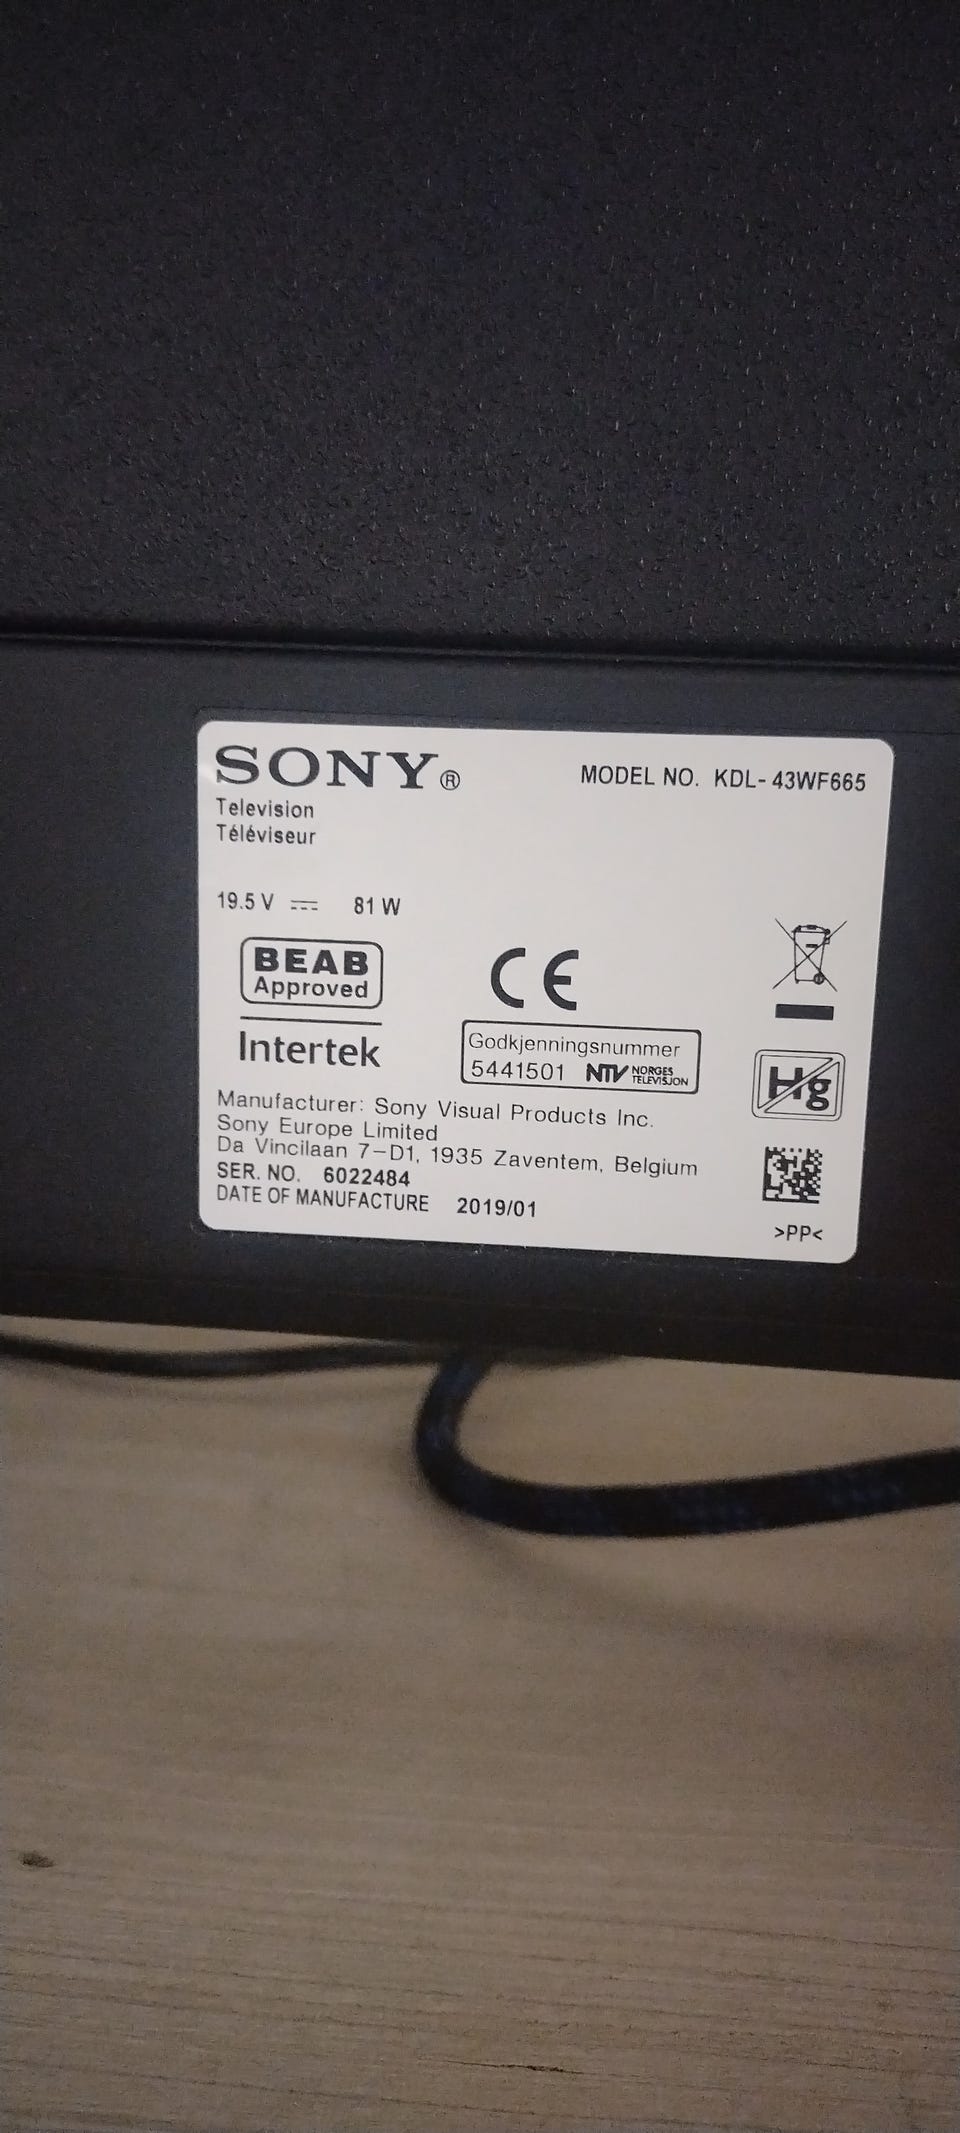 SONY®
MODEL NO. KDL-43WF665
Television
Téléviseur
19.5 V 81 W
BEAB
Approved
Intertek
CE
Godkjenningsnummer
5441501 NTV NORGES TELEVISJON
Hg
Manufacturer: Sony Visual Products Inc.
Sony Europe Limited
Da Vincilaan 7-D1, 1935 Zaventem, Belgium
SER. NO. 6022484
DATE OF MANUFACTURE 2019/01
>PP<